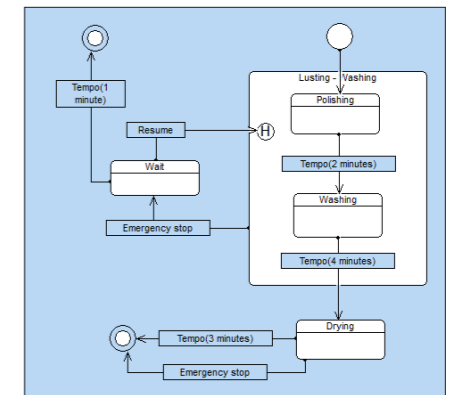 Lusting - Washing
Tempo(1
minute)
Polishing
Resume
H
Wait
Tempo(2 minutes)
Washing
Emergency stop
Tempo(4 minutes)
Drying
Tempo(3 minutes)
Emergency stop